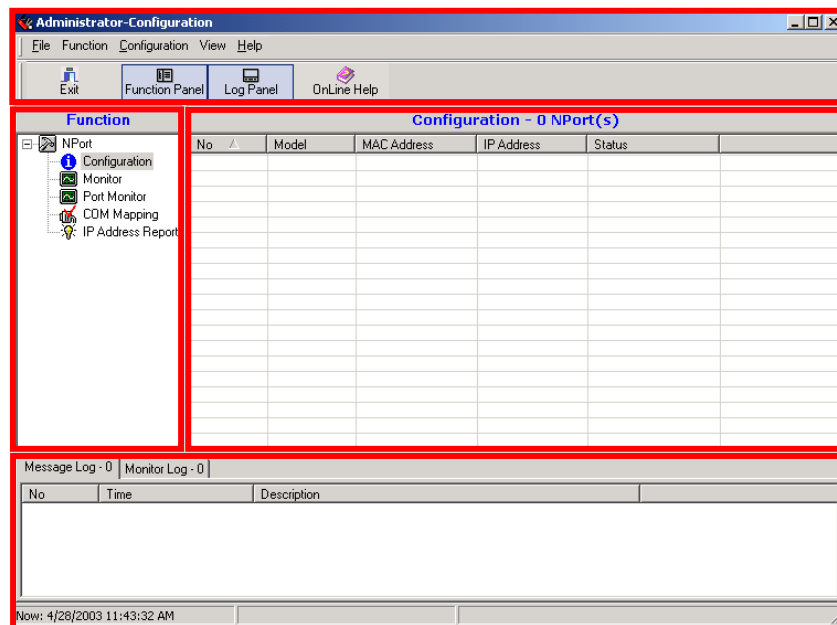 Administrator-Configuration
File Function Configuration View Help
Exit Function Panel Log Panel OnLine Help
Function
NPort
Configuration
Monitor
Port Monitor
COM Mapping
IP Address Report
Configuration - 0 NPort(s)
No Model MAC Address IP Address Status
Message Log - 0 Monitor Log - 0
No Time Description
Now: 4/28/2003 11:43:32 AM